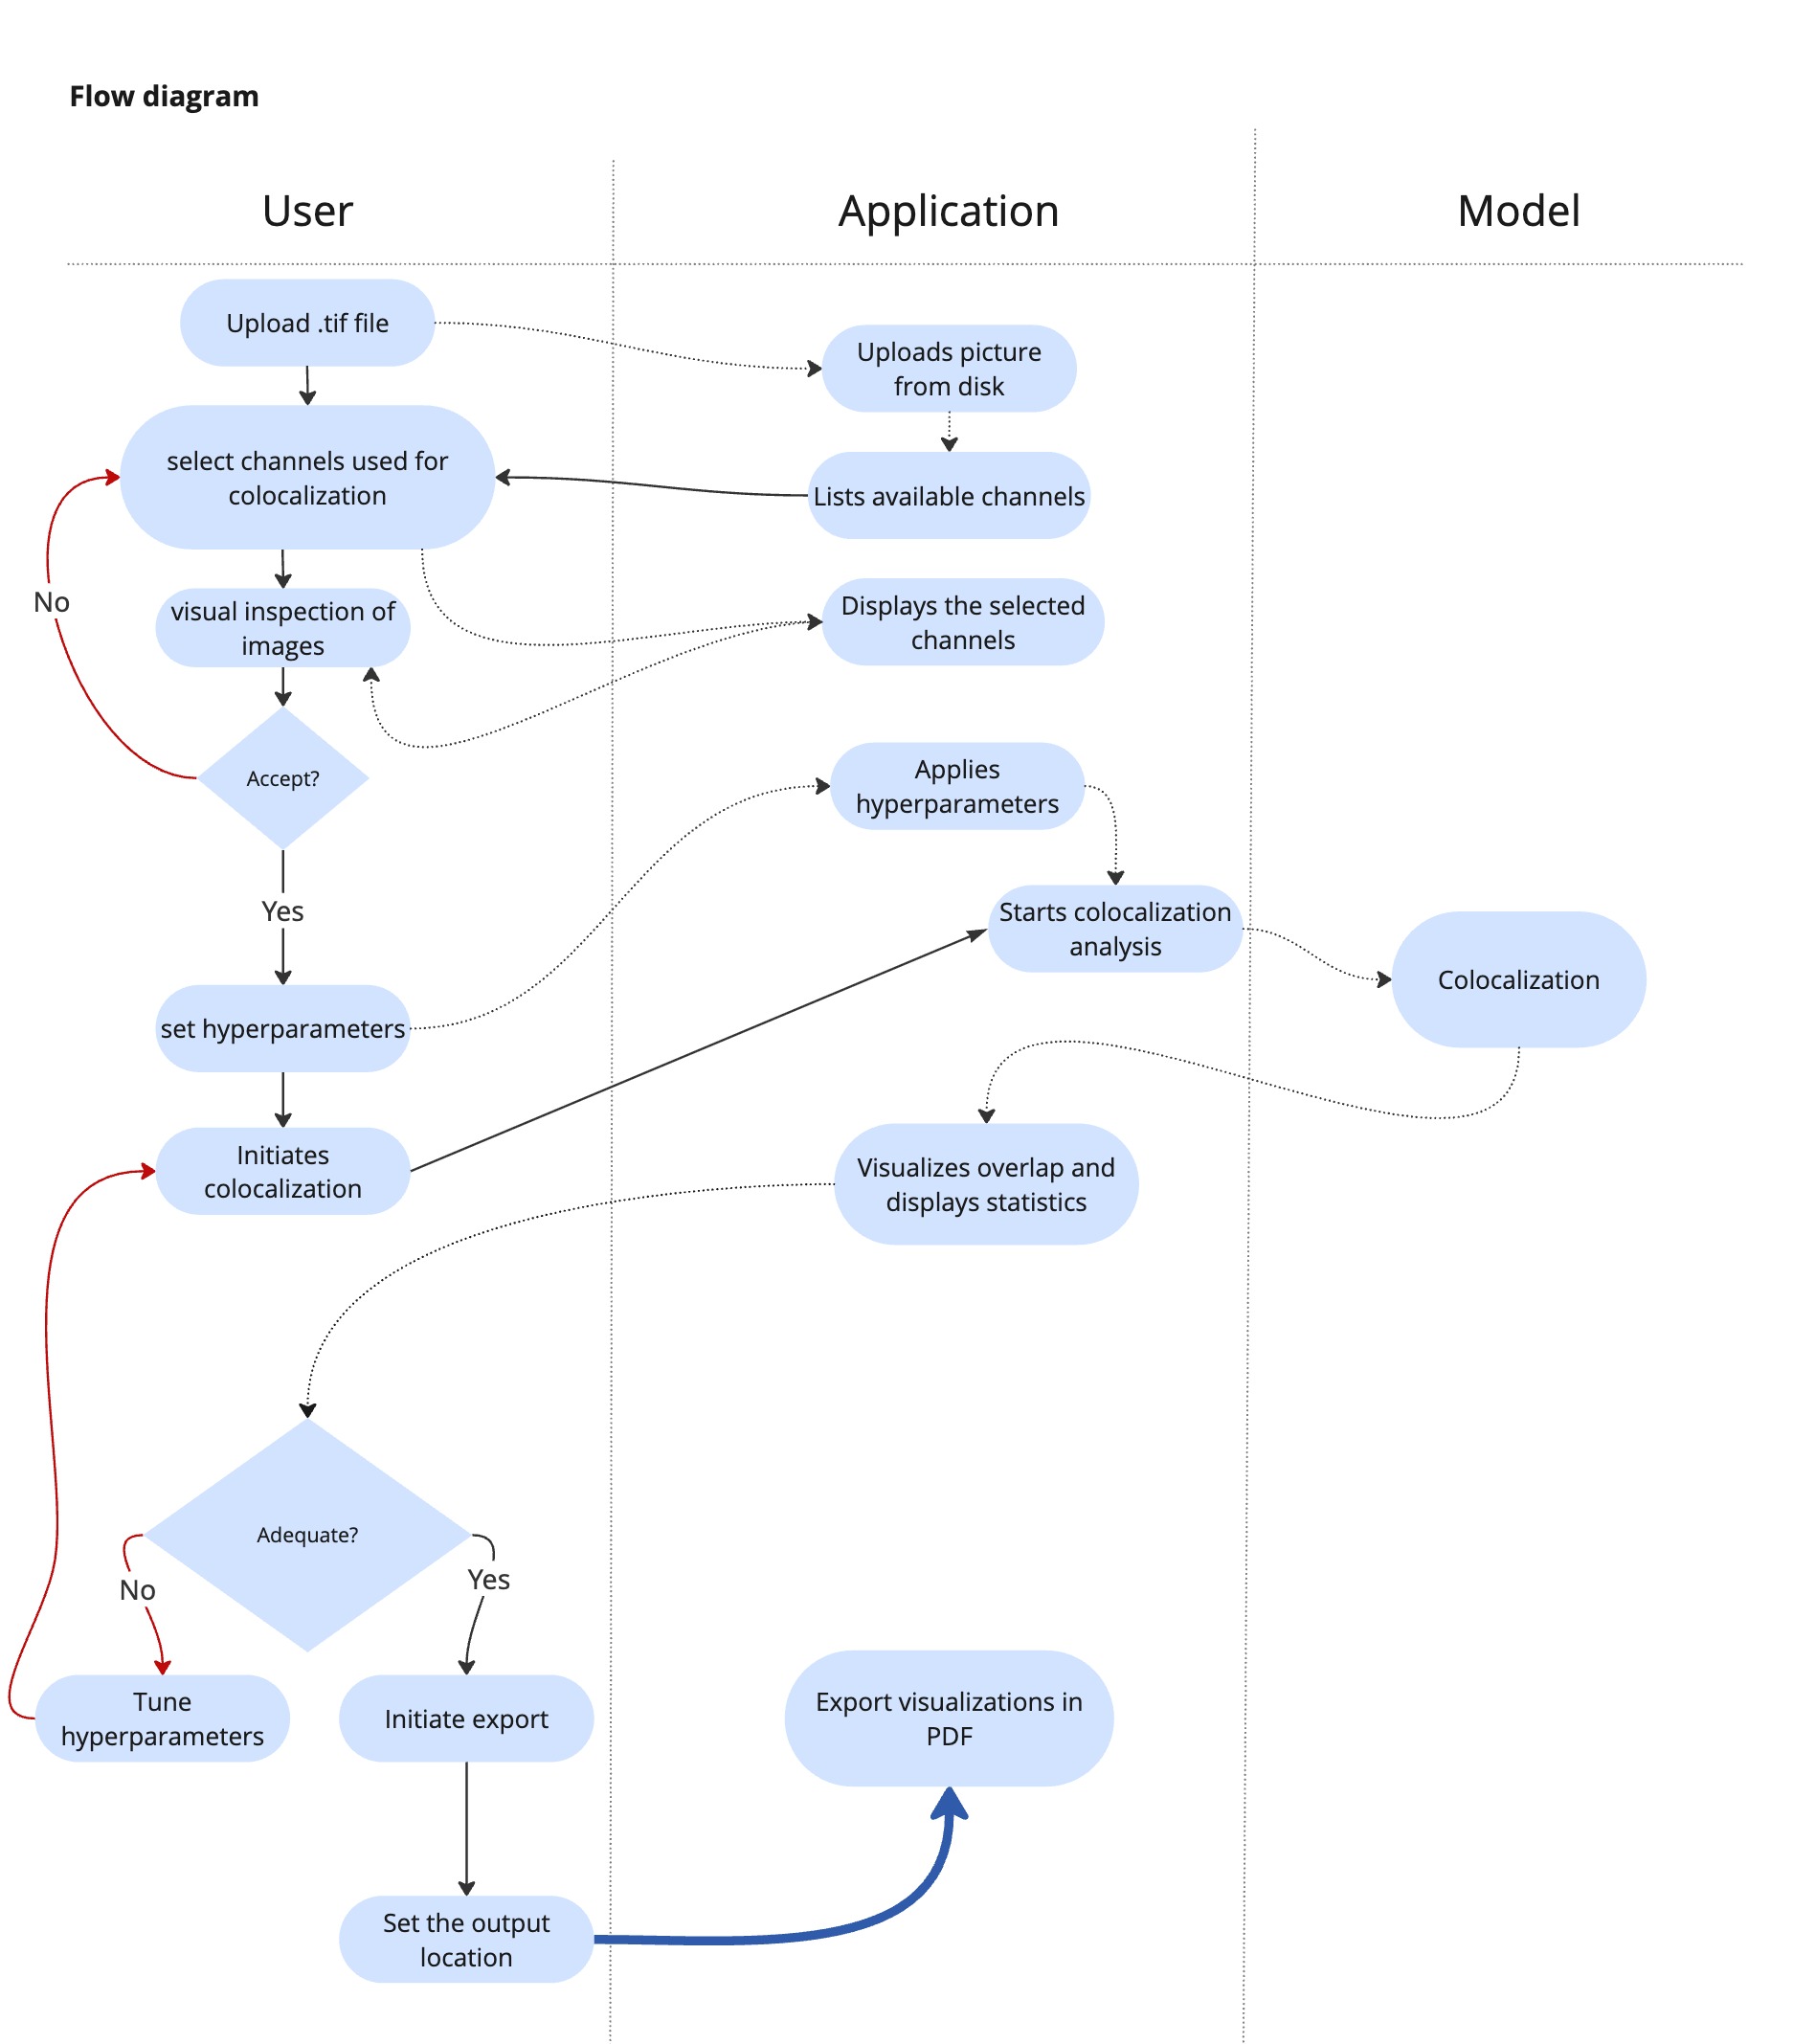 Flow diagram
User
Application
Model
Upload .tif file
Uploads picture
from disk
select channels used for
colocalization
Lists available channels
No
visual inspection of
images
Displays the selected
channels
Accept?
Applies
hyperparameters
Yes
Starts colocalization
analysis
Colocalization
set hyperparameters
Initiates
colocalization
Visualizes overlap and
displays statistics
Adequate?
No
Yes
Tune
hyperparameters
Initiate export
Export visualizations in
PDF
Set the output
location